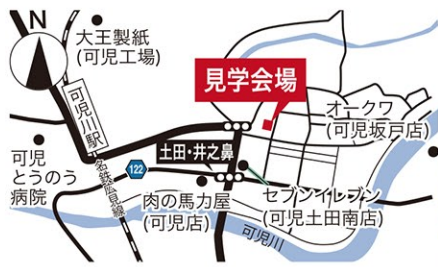 N
大王製紙
(可児工場)
見学会場
可児川駅
オークワ
(可児坂戸店)
土田・井之鼻
可児
とうのう
病院
122
名鉄広見線
肉の馬力屋
(可児店)
セブンイレブン
(可児土田南店)
可児川